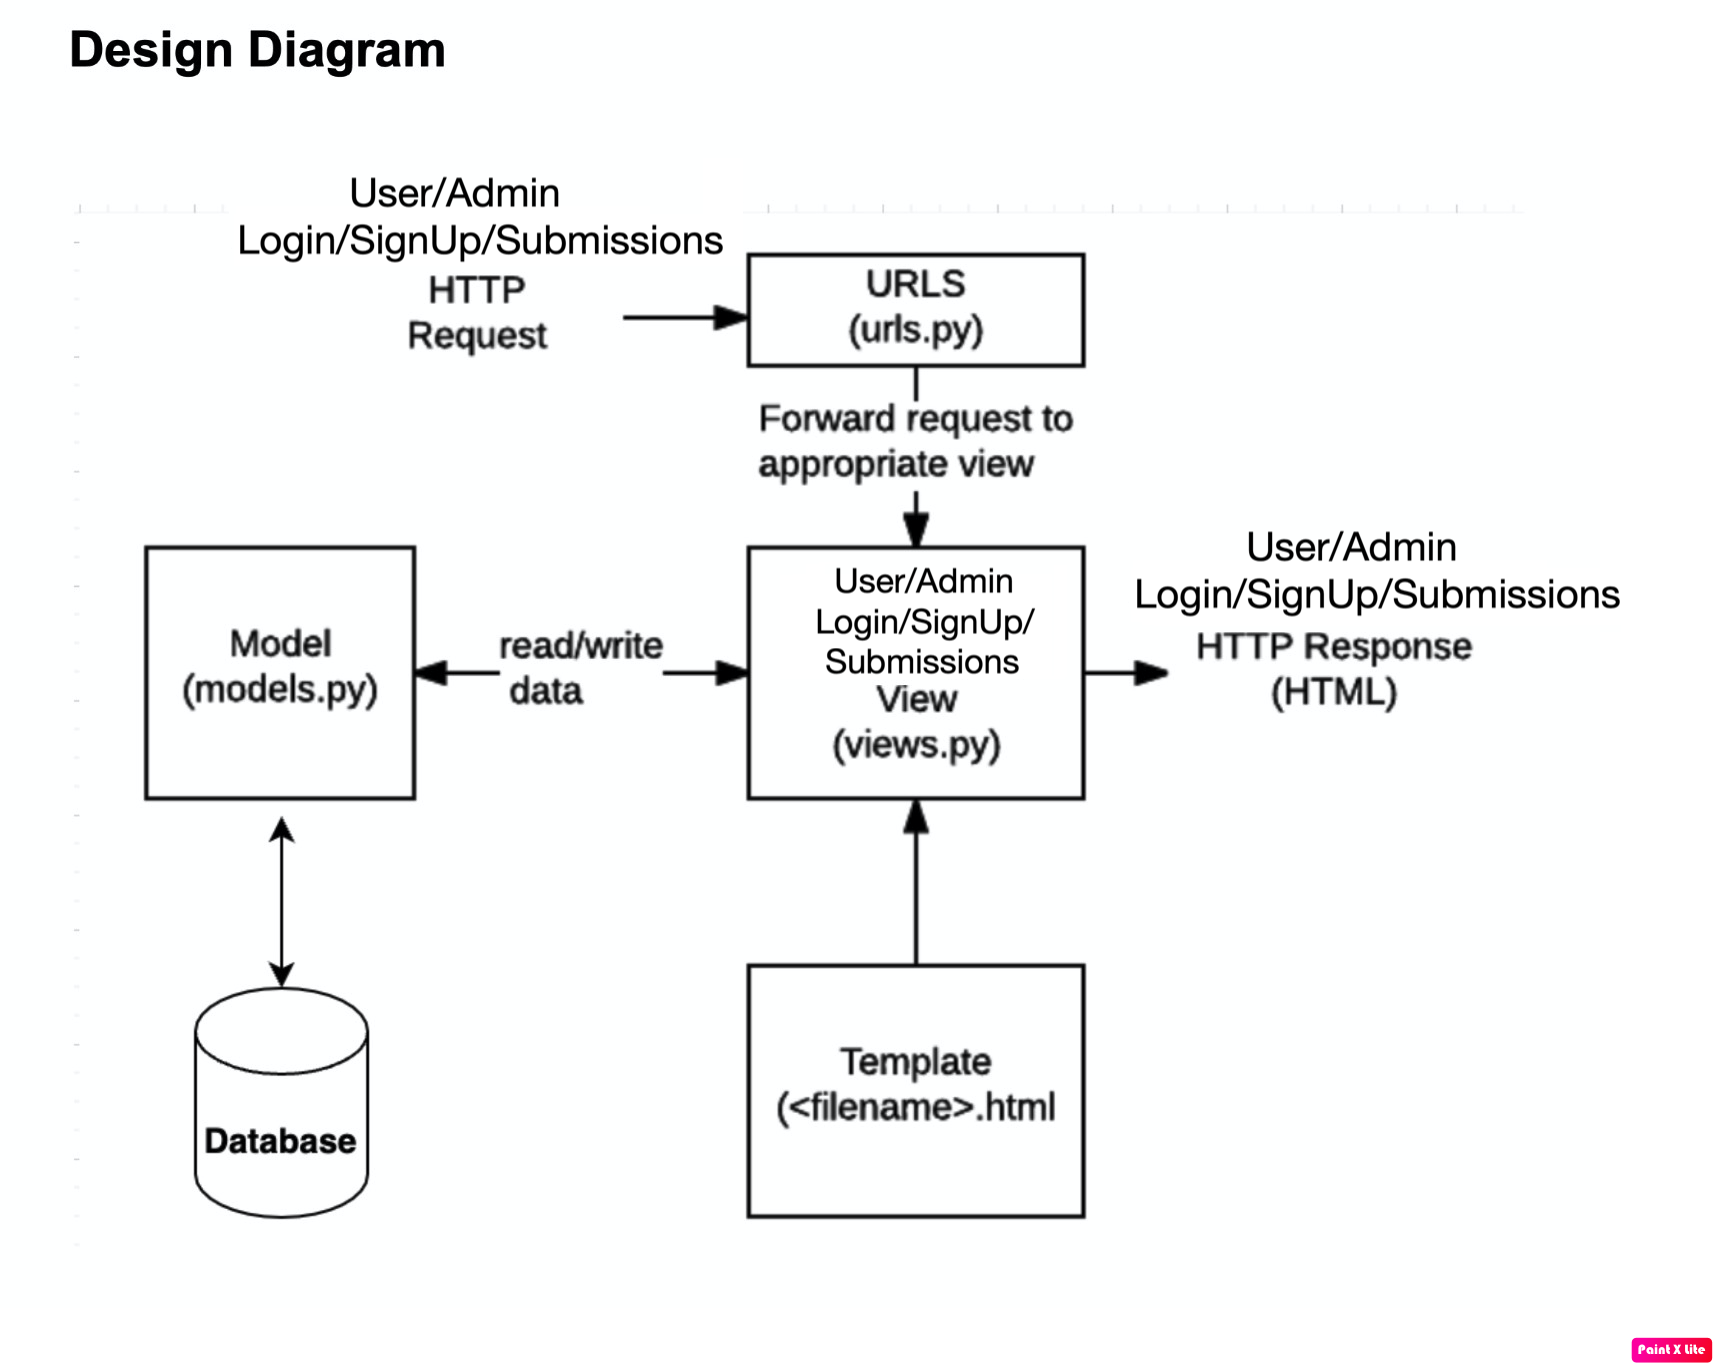 Design Diagram
User/Admin
Login/SignUp/Submissions
HTTP
Request
URLS
(urls.py)
Forward request to
appropriate view
Model
(models.py)
read/write
data
User/Admin
Login/SignUp/
Submissions
View
(views.py)
User/Admin
Login/SignUp/Submissions
HTTP Response
(HTML)
Database
Template
(<filename>.html
Paint X Lite